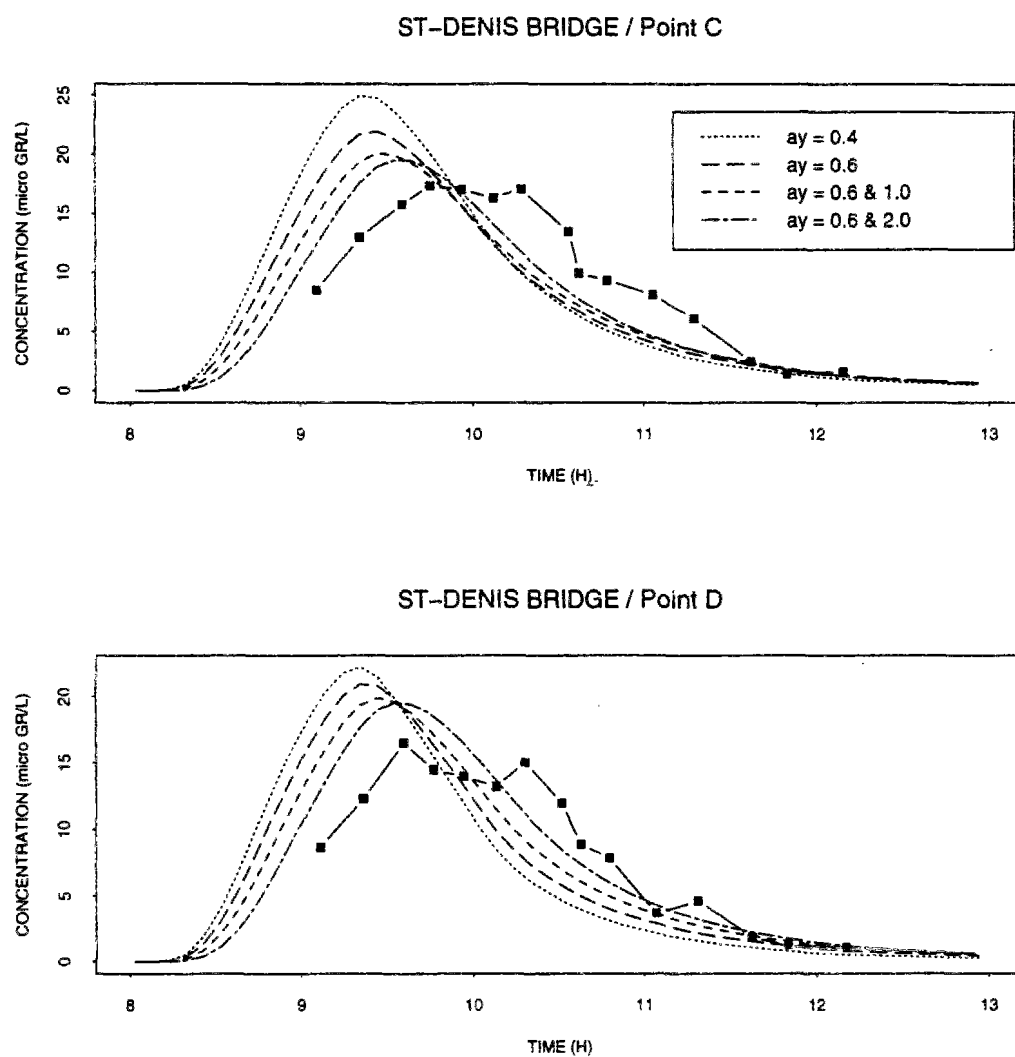 ST–DENIS BRIDGE / Point C
CONCENTRATION (micro GR/L)
25
20
15
10
5
0
ay = 0.4
ay = 0.6
ay = 0.6 & 1.0
ay = 0.6 & 2.0
8 9 10 11 12 13
TIME (H)
ST–DENIS BRIDGE / Point D
CONCENTRATION (micro GR/L)
20
15
10
5
0
8 9 10 11 12 13
TIME (H)